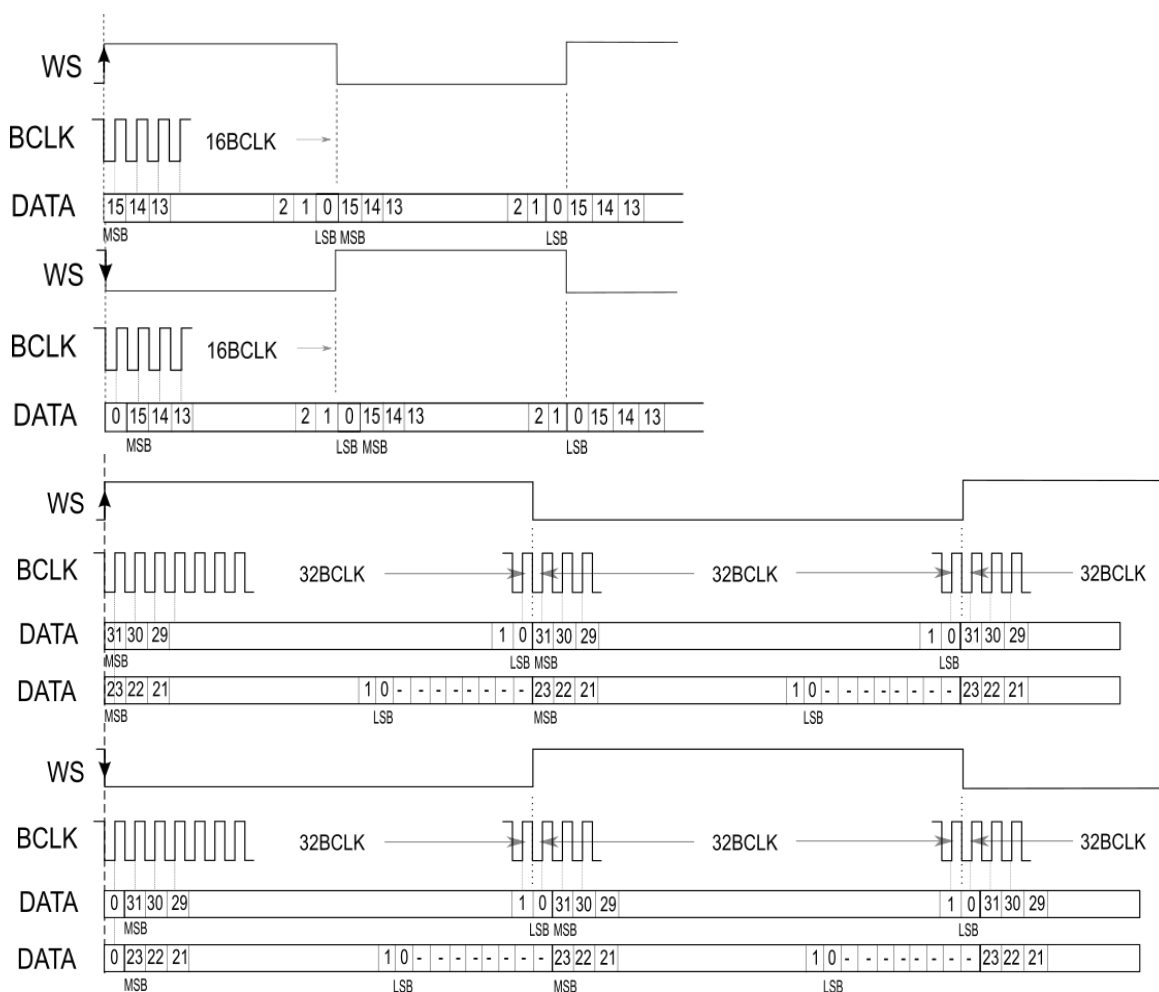 WS
BCLK 16BCLK
DATA 15 14 13 2 1 0 15 14 13 2 1 0 15 14 13
MSB LSB MSB LSB
WS
BCLK 16BCLK
DATA 0 15 14 13 2 1 0 15 14 13 2 1 0 15 14 13
MSB LSB MSB LSB
WS
BCLK 32BCLK 32BCLK 32BCLK
DATA 31 30 29 1 0 31 30 29 1 0 31 30 29
MSB LSB MSB LSB
DATA 23 22 21 1 0 - - - - - - - - 23 22 21 1 0 - - - - - - - - 23 22 21
MSB LSB MSB LSB
WS
BCLK 32BCLK 32BCLK 32BCLK
DATA 0 31 30 29 1 0 31 30 29 1 0 31 30 29
MSB LSB MSB LSB
DATA 0 23 22 21 1 0 - - - - - - - - 23 22 21 1 0 - - - - - - - - 23 22 21
MSB LSB MSB LSB